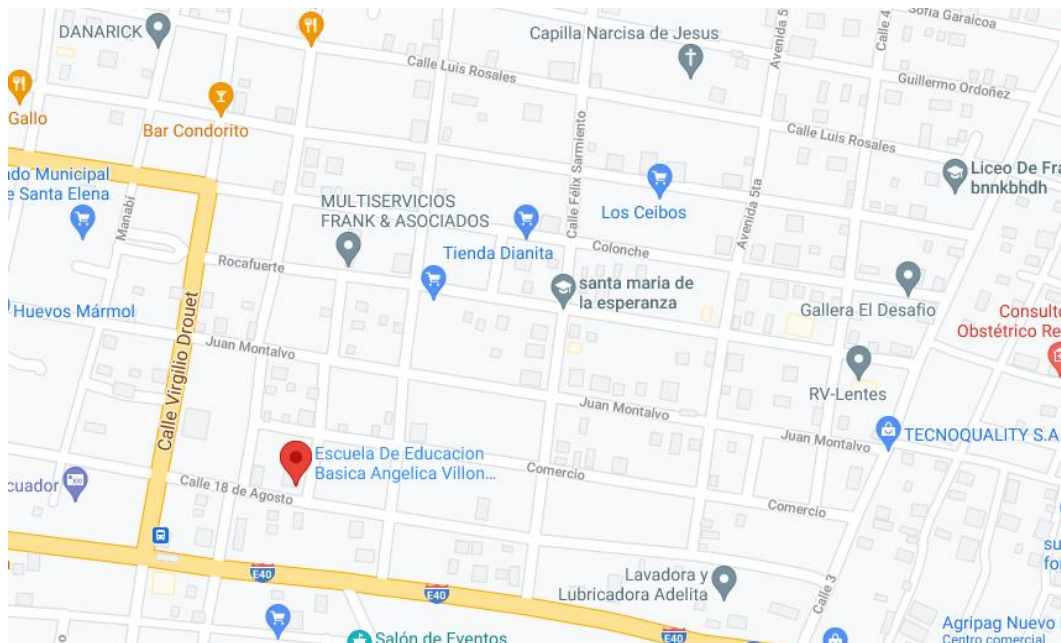 Sofia Garaicoa
DANARICK
Capilla Narcisa de Jesus
Avenida 5
Calle 4
Calle Luis Rosales
Guillermo Ordoñez
Gallo
Bar Condorito
Calle Luis Rosales
Calle Félix Sarmiento
ndo Municipal
e Santa Elena
Liceo De Fra
bnnkbhdh
MULTISERVICIOS
FRANK & ASOCIADOS
Los Ceibos
Avenida 5ta
Manabí
Tienda Dianita
Colonche
Rocafuerte
santa maria de
la esperanza
Gallera El Desafio
Huevos Mármol
Consulto
Obstétrico Re
Calle Virgilio Drouet
Juan Montalvo
RV-Lentes
Juan Montalvo
Juan Montalvo
TECNOQUALITY S.A
Escuela De Educacion
Basica Angelica Villon...
Comercio
cuador
Calle 18 de Agosto
Comercio
su
for
E40
E40
Lavadora y
Lubricadora Adelita
Calle 3
Salón de Eventos
Agripag Nuevo
Centro comercial